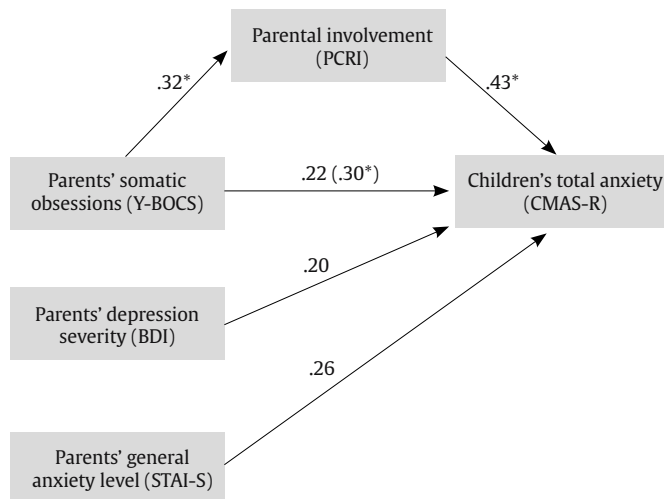 Parental involvement
(PCRI)
.32*
.43*
Parents’ somatic
obsessions (Y-BOCS)
.22 (.30*)
Children’s total anxiety
(CMAS-R)
.20
Parents’ depression
severity (BDI)
.26
Parents’ general
anxiety level (STAI-S)